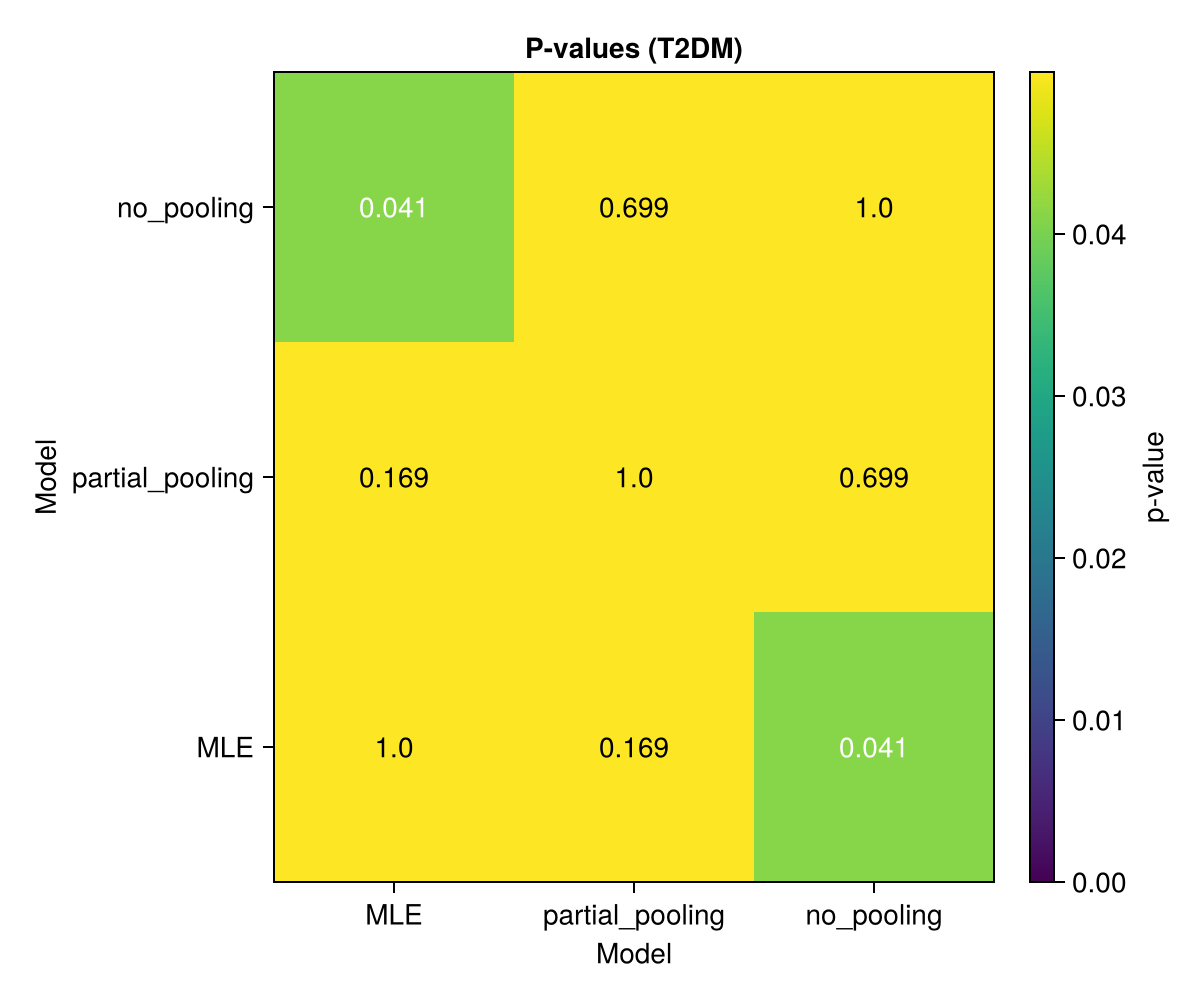 P-values (T2DM)
no_pooling
0.041
0.699
1.0
0.04
0.03
Model
partial_pooling
0.169
1.0
0.699
p-value
0.02
0.01
MLE
1.0
0.169
0.041
0.00
MLE
partial_pooling
no_pooling
Model